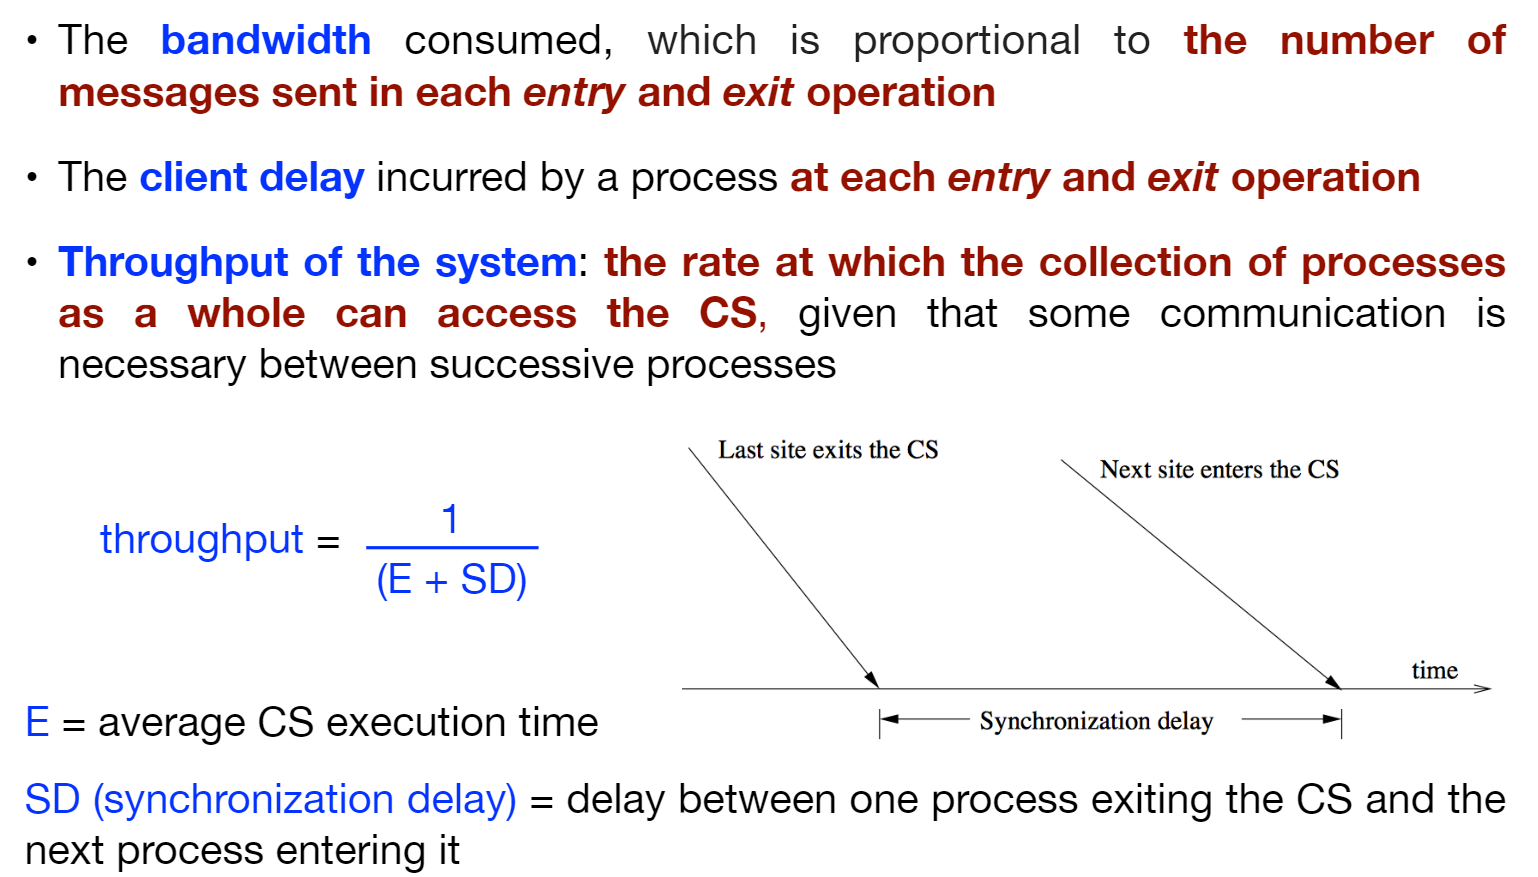 • The bandwidth consumed, which is proportional to the number of
messages sent in each entry and exit operation
• The client delay incurred by a process at each entry and exit operation
• Throughput of the system: the rate at which the collection of processes
as a whole can access the CS, given that some communication is
necessary between successive processes
Last site exits the CS
Next site enters the CS
throughput = 1
(E + SD)
time
Synchronization delay
E = average CS execution time
SD (synchronization delay) = delay between one process exiting the CS and the
next process entering it